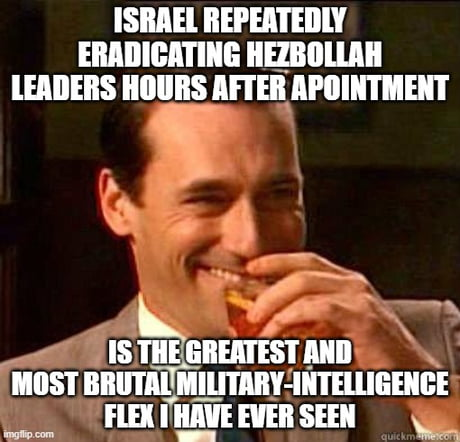 ISRAEL REPEATEDLY
ERADICATING HEZBOLLAH
LEADERS HOURS AFTER APOINTMENT
IS THE GREATEST AND
MOST BRUTAL MILITARY-INTELLIGENCE
FLEX I HAVE EVER SEEN
imgflip.com
quickmeme.com